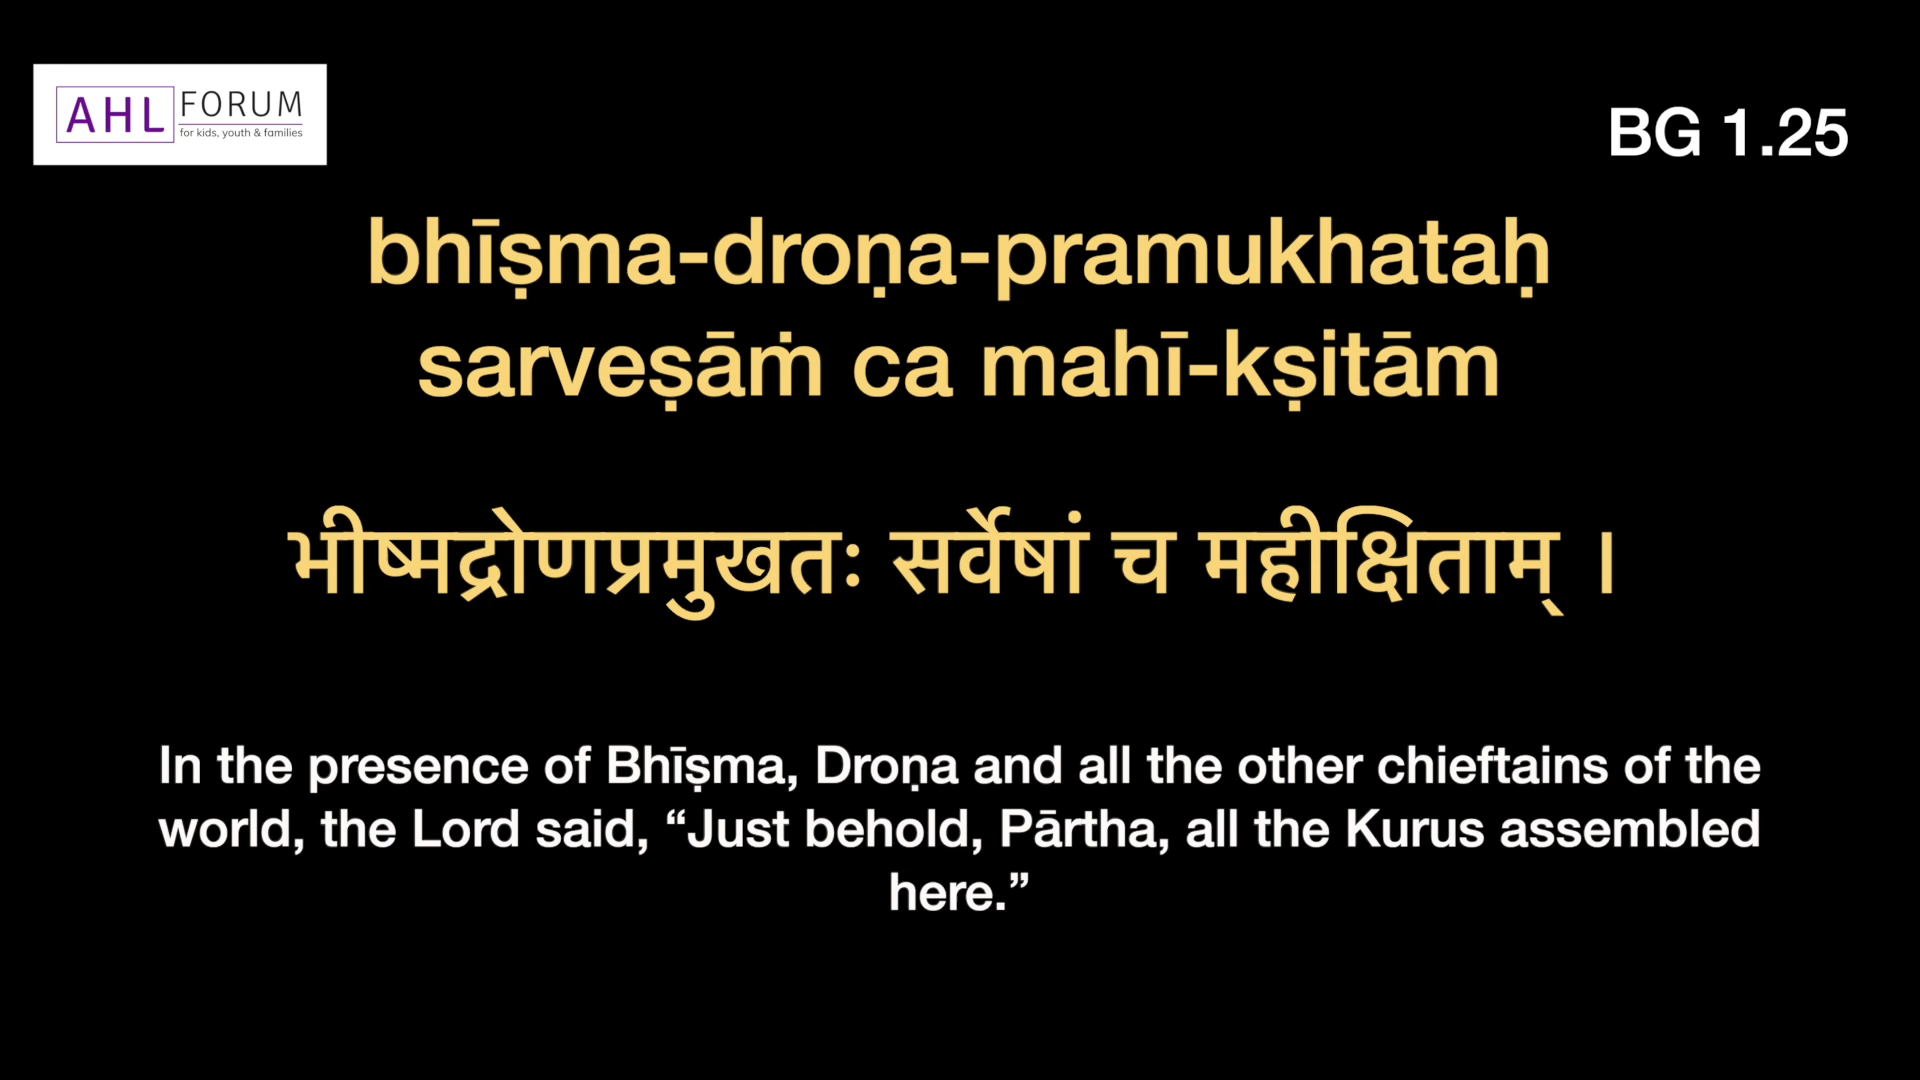 AHL FORUM
for kids, youth & families
BG 1.25
bhīṣma-droṇa-pramukhataḥ
sarveṣāṁ ca mahī-kṣitām
भीष्मद्रोणप्रमुखतः सर्वेषां च महीक्षिताम् ।
In the presence of Bhīṣma, Droṇa and all the other chieftains of the
world, the Lord said, “Just behold, Pārtha, all the Kurus assembled
here.”